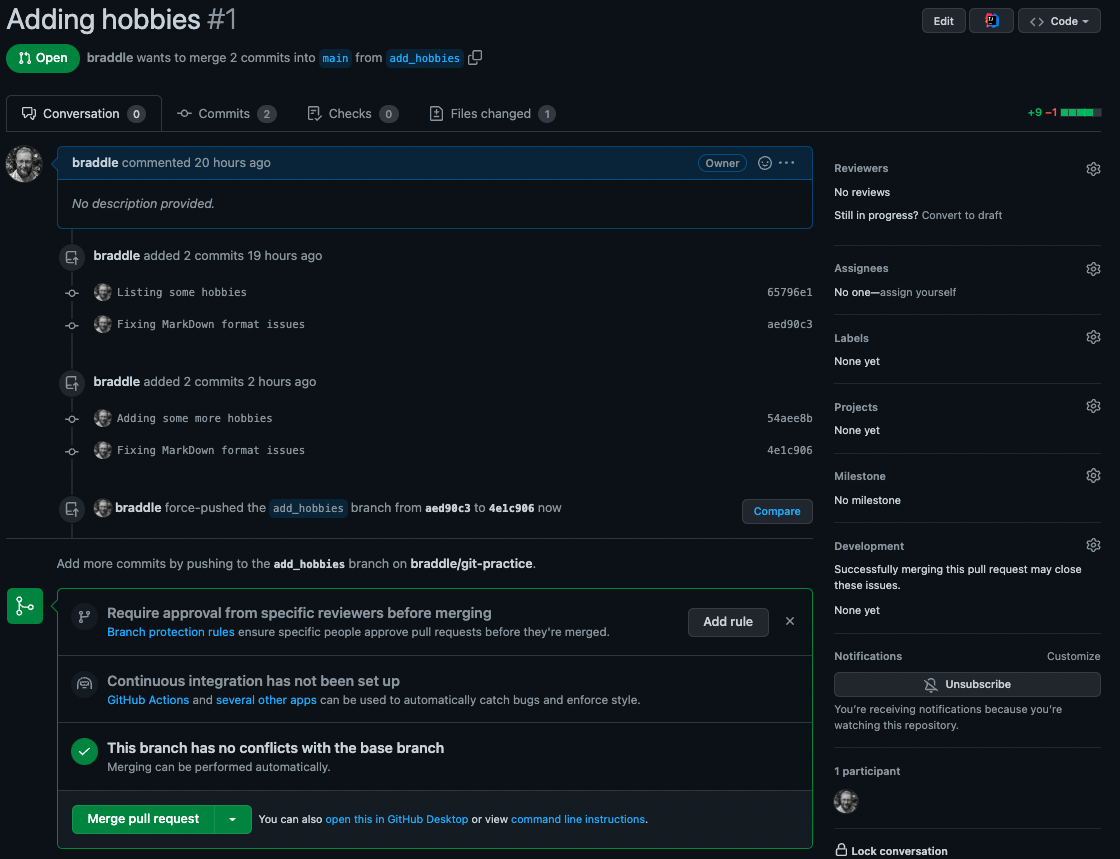 Adding hobbies #1
Edit
Code
Open
braddle wants to merge 2 commits into main from add_hobbies
Conversation 0
Commits 2
Checks 0
Files changed 1
+9 −1
braddle commented 20 hours ago
Owner
No description provided.
braddle added 2 commits 19 hours ago
Listing some hobbies 65796e1
Fixing MarkDown format issues aed90c3
braddle added 2 commits 2 hours ago
Adding some more hobbies 54aee8b
Fixing MarkDown format issues 4e1c906
braddle force-pushed the add_hobbies branch from aed90c3 to 4e1c906 now
Compare
Add more commits by pushing to the add_hobbies branch on braddle/git-practice.
Require approval from specific reviewers before merging
Branch protection rules ensure specific people approve pull requests before they're merged.
Add rule
Continuous integration has not been set up
GitHub Actions and several other apps can be used to automatically catch bugs and enforce style.
This branch has no conflicts with the base branch
Merging can be performed automatically.
Merge pull request
You can also open this in GitHub Desktop or view command line instructions.
Reviewers
No reviews
Still in progress? Convert to draft
Assignees
No one—assign yourself
Labels
None yet
Projects
None yet
Milestone
No milestone
Development
Successfully merging this pull request may close
these issues.
None yet
Notifications
Customize
Unsubscribe
You're receiving notifications because you're
watching this repository.
1 participant
Lock conversation